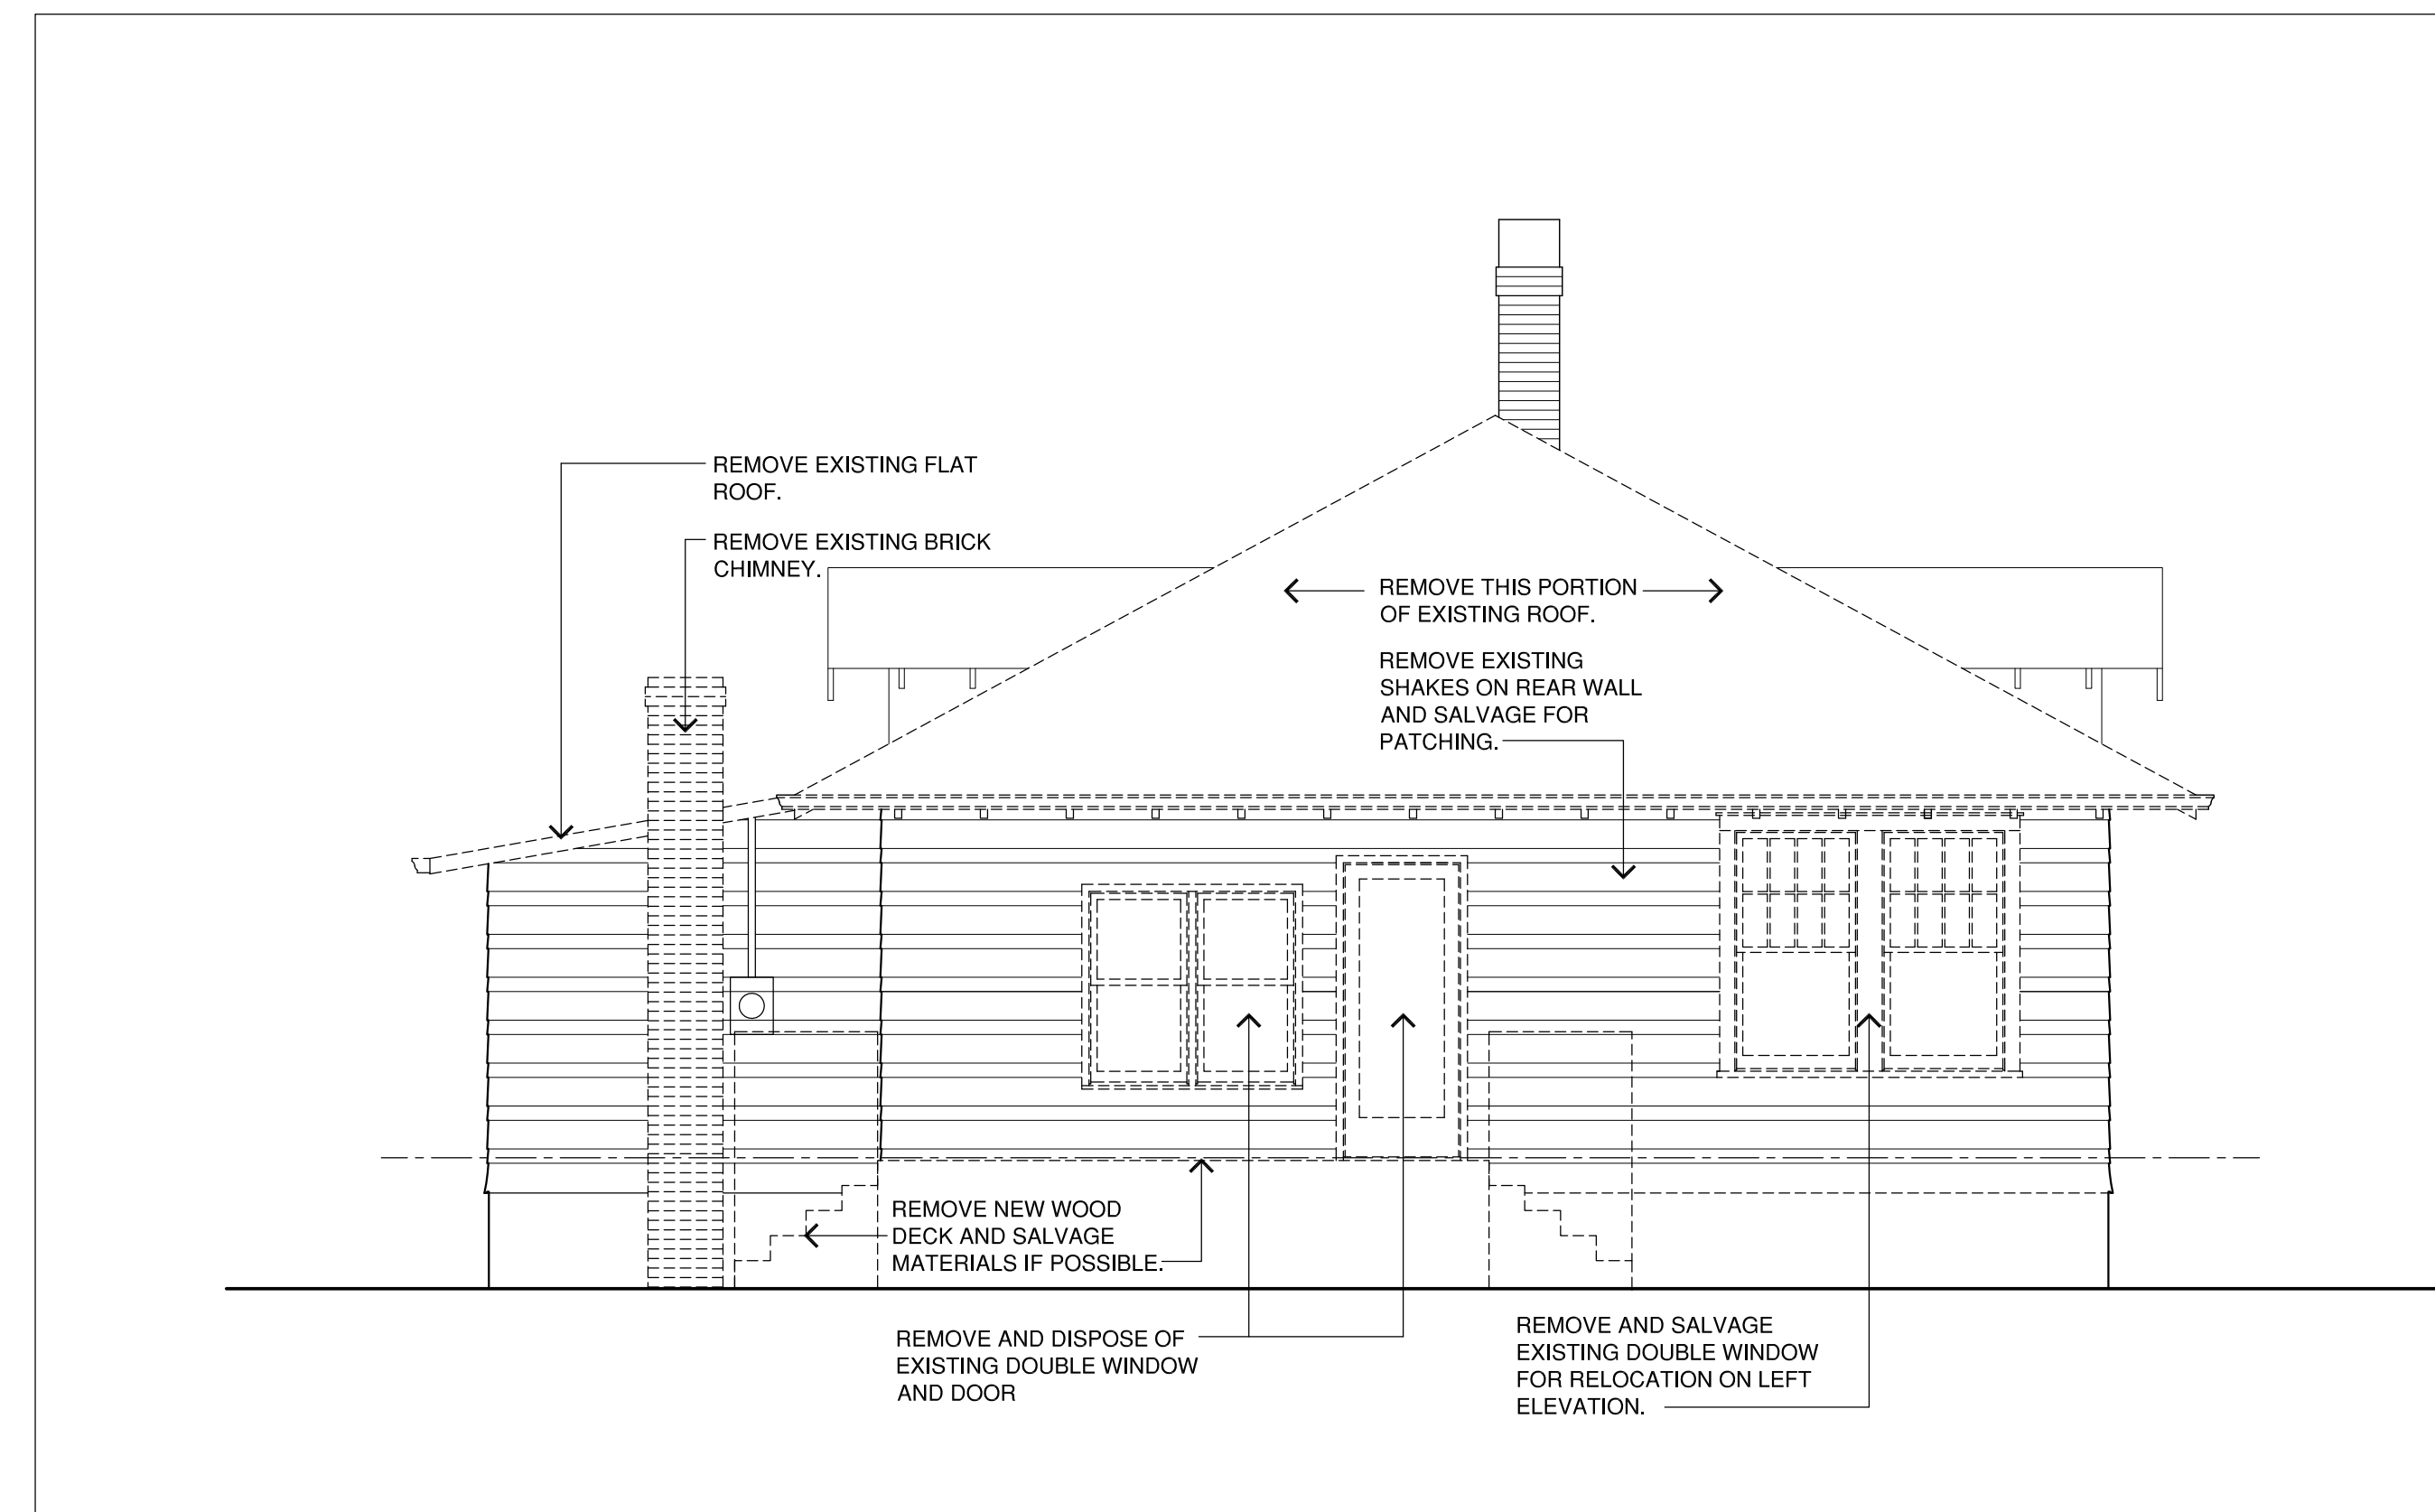 REMOVE EXISTING FLAT
ROOF.
REMOVE EXISTING BRICK
CHIMNEY.
REMOVE THIS PORTION
OF EXISTING ROOF.
REMOVE EXISTING
SHAKES ON REAR WALL
AND SALVAGE FOR
PATCHING.
REMOVE NEW WOOD
DECK AND SALVAGE
MATERIALS IF POSSIBLE.
REMOVE AND DISPOSE OF
EXISTING DOUBLE WINDOW
AND DOOR
REMOVE AND SALVAGE
EXISTING DOUBLE WINDOW
FOR RELOCATION ON LEFT
ELEVATION.